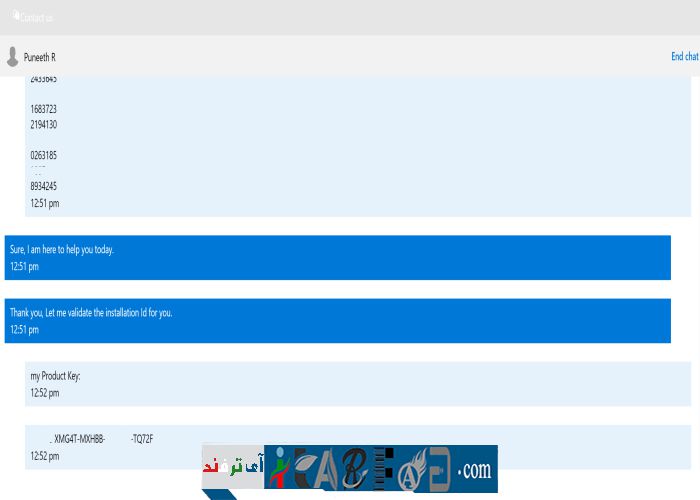 Contact us
Puneeth R
End chat
2433645
1683723
2194130
0263185
8934245
12:51 pm
Sure, I am here to help you today.
12:51 pm
Thank you, Let me validate the installation Id for you.
12:51 pm
my Product Key:
12:52 pm
XMG4T-MXHBB- -TQ72F
12:52 pm
آی ترفند
.com